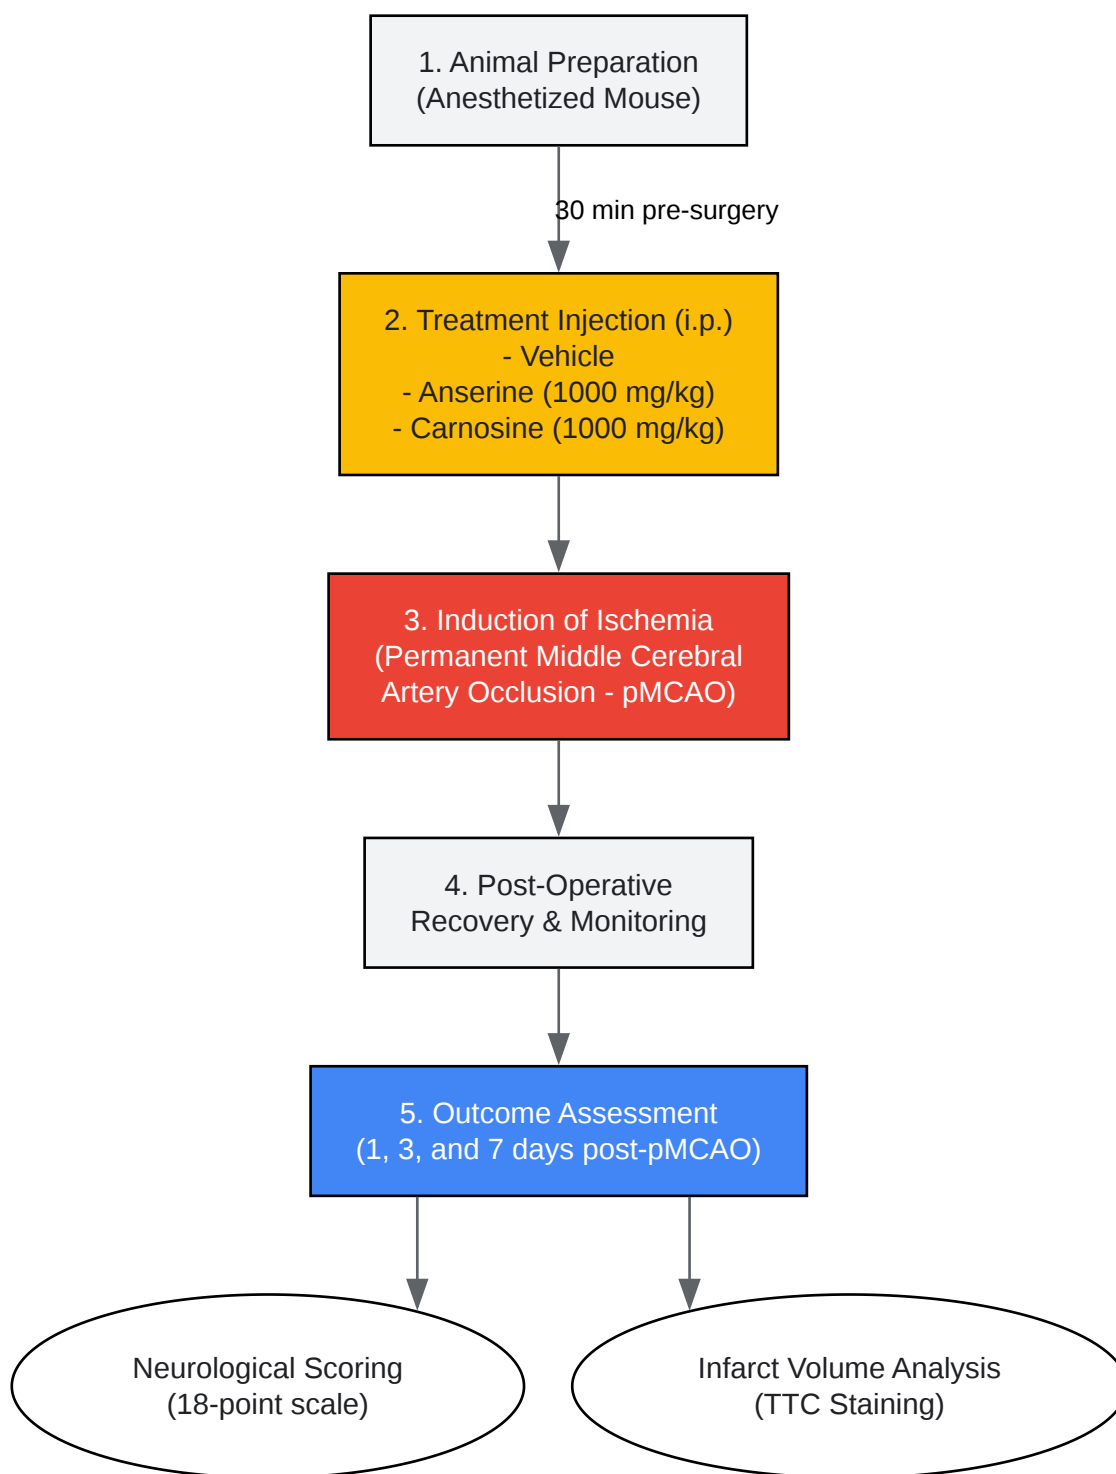 1. Animal Preparation
(Anesthetized Mouse)
30 min pre-surgery
2. Treatment Injection (i.p.)
- Vehicle
- Anserine (1000 mg/kg)
- Carnosine (1000 mg/kg)
3. Induction of Ischemia
(Permanent Middle Cerebral
Artery Occlusion - pMCAO)
4. Post-Operative
Recovery & Monitoring
5. Outcome Assessment
(1, 3, and 7 days post-pMCAO)
Neurological Scoring
(18-point scale)
Infarct Volume Analysis
(TTC Staining)